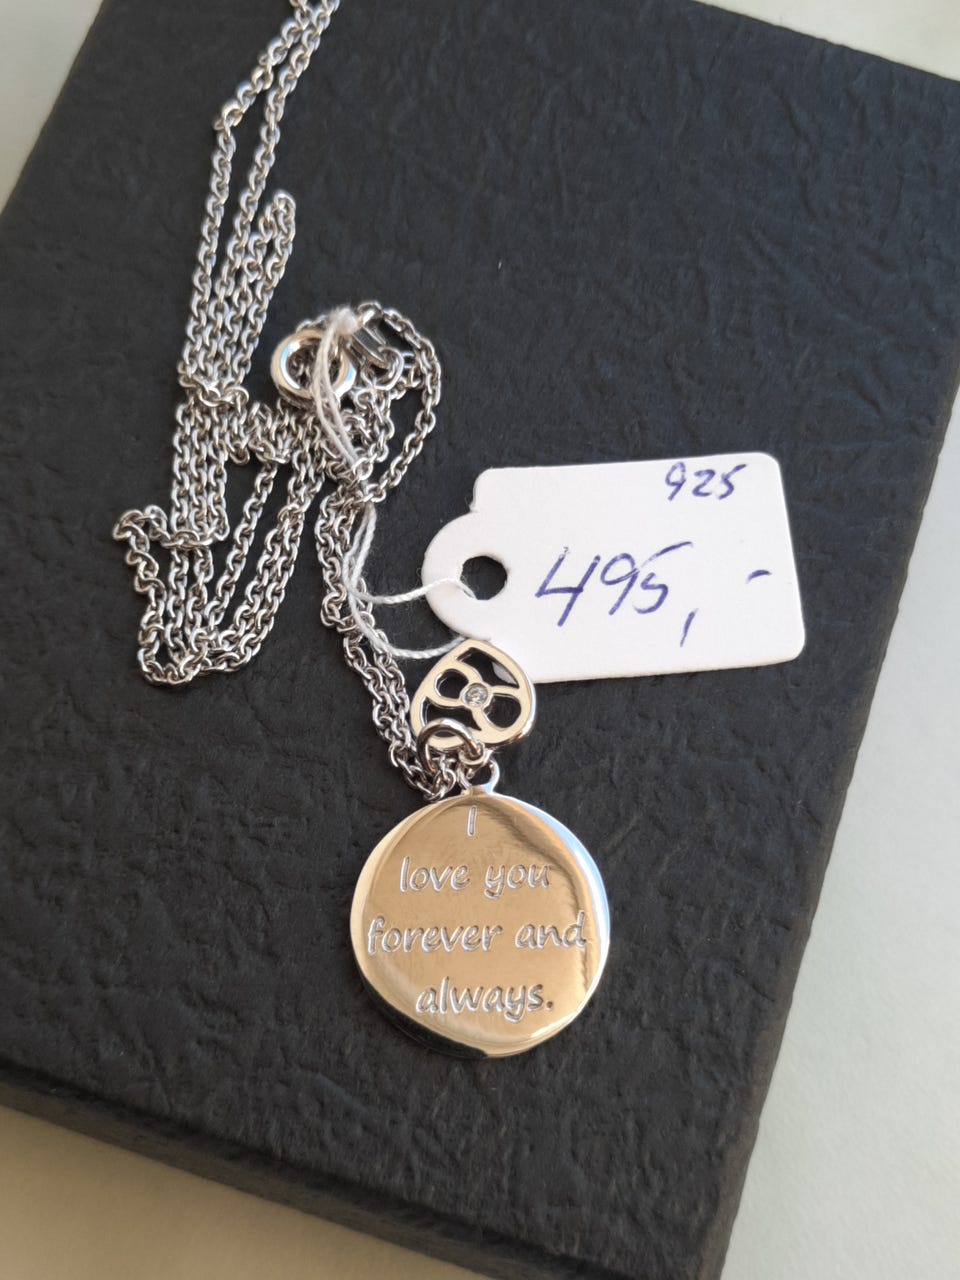 925
495,-
I
love you
forever and
always.